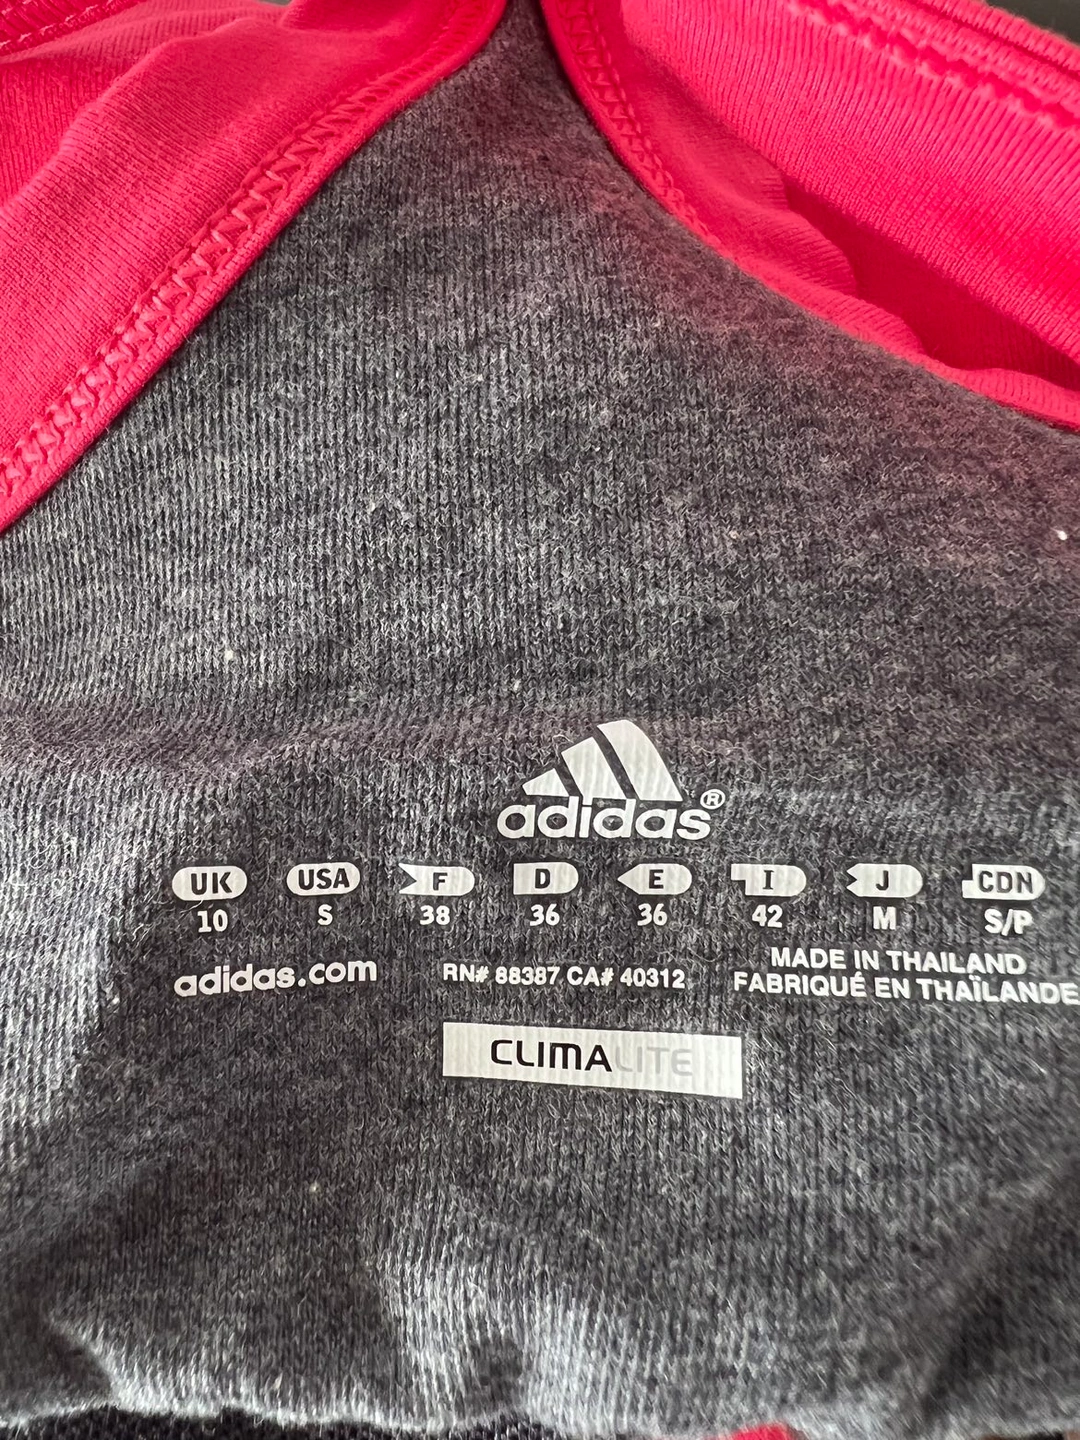 adidas®
UK USA F D E I J CDN
10 S 38 36 36 42 M S/P
adidas.com RN# 88387 CA# 40312 MADE IN THAILAND
FABRIQUÉ EN THAÏLANDE
CLIMALITE